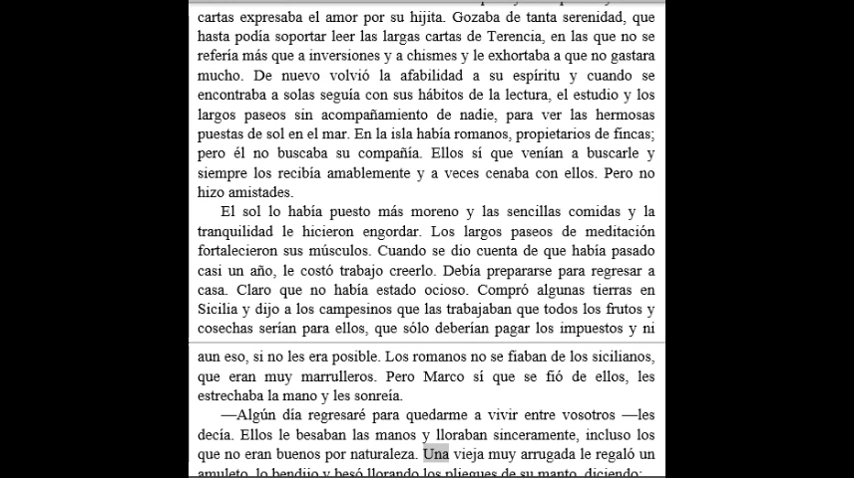 cartas expresaba el amor por su hijita. Gozaba de tanta serenidad, que
hasta podía soportar leer las largas cartas de Terencia, en las que no se
refería más que a inversiones y a chismes y le exhortaba a que no gastara
mucho. De nuevo volvió la afabilidad a su espíritu y cuando se
encontraba a solas seguía con sus hábitos de la lectura, el estudio y los
largos paseos sin acompañamiento de nadie, para ver las hermosas
puestas de sol en el mar. En la isla había romanos, propietarios de fincas;
pero él no buscaba su compañía. Ellos sí que venían a buscarle y
siempre los recibía amablemente y a veces cenaba con ellos. Pero no
hizo amistades.
El sol lo había puesto más moreno y las sencillas comidas y la
tranquilidad le hicieron engordar. Los largos paseos de meditación
fortalecieron sus músculos. Cuando se dio cuenta de que había pasado
casi un año, le costó trabajo creerlo. Debía prepararse para regresar a
casa. Claro que no había estado ocioso. Compró algunas tierras en
Sicilia y dijo a los campesinos que las trabajaban que todos los frutos y
cosechas serían para ellos, que sólo deberían pagar los impuestos y ni
aun eso, si no les era posible. Los romanos no se fiaban de los sicilianos,
que eran muy marrulleros. Pero Marco sí que se fió de ellos, les
estrechaba la mano y les sonreía.
—Algún día regresaré para quedarme a vivir entre vosotros —les
decía. Ellos le besaban las manos y lloraban sinceramente, incluso los
que no eran buenos por naturaleza. Una vieja muy arrugada le regaló un
amuleto, lo bendijo y besó llorando los pliegues de su manto, diciendo: